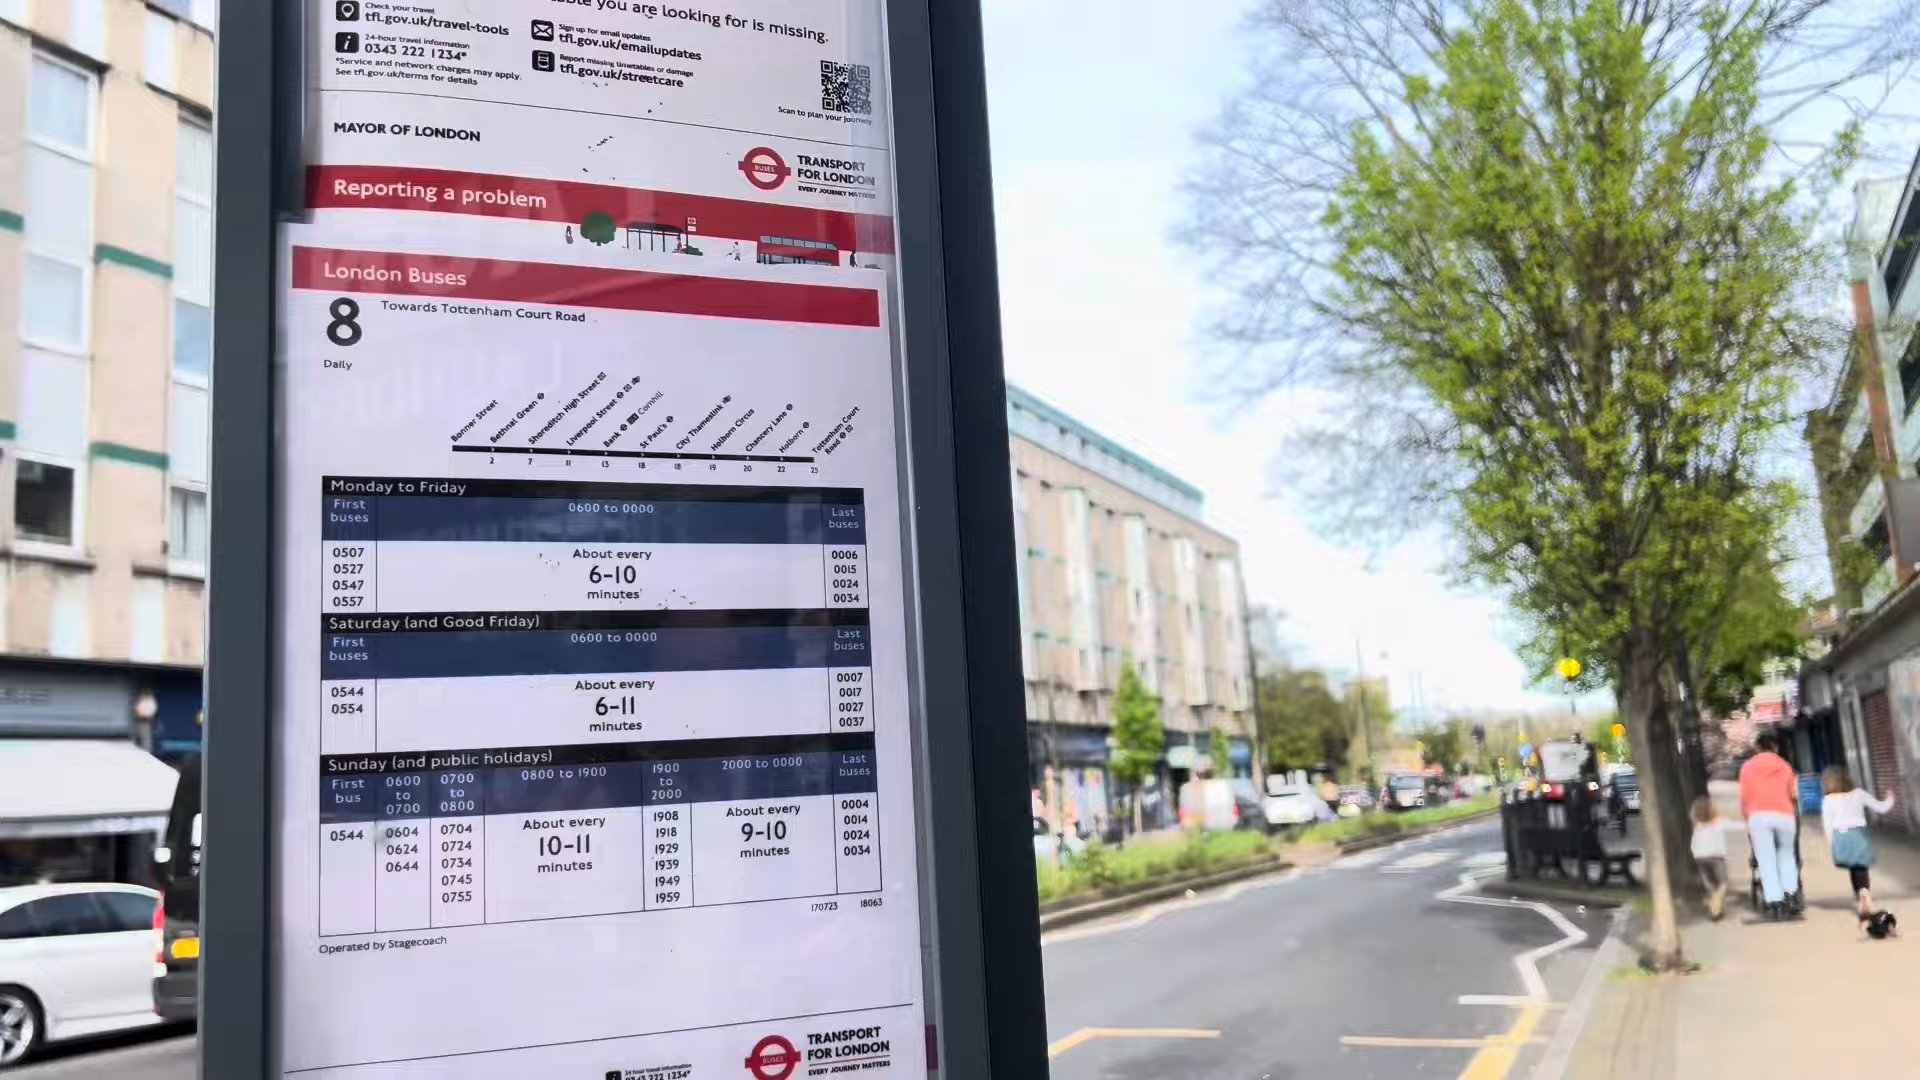 you are looking for is missing.
Check your travel
tfl.gov.uk/travel-tools
24-hour travel information
0343 222 1234*
*Service and network charges may apply.
See tfl.gov.uk/terms for details
Sign up for email updates
tfl.gov.uk/emailupdates
Report missing timetables or damage
tfl.gov.uk/streetcare
Scan to plan your journey
MAYOR OF LONDON
BUSES
TRANSPORT
FOR LONDON
EVERY JOURNEY MATTERS
Reporting a problem
London Buses
8 Towards Tottenham Court Road
Daily
Bonner Street
Bethnal Green
Shoreditch High Street
Liverpool Street
Bank Cornhill
St Paul's
City Thameslink
Holborn Circus
Chancery Lane
Holborn
Tottenham Court
Road
2 7 11 13 18 18 19 20 22 25
Monday to Friday
First
buses
0600 to 0000
Last
buses
0507
0527
0547
0557
About every
6-10
minutes
0006
0015
0024
0034
Saturday (and Good Friday)
First
buses
0600 to 0000
Last
buses
0544
0554
About every
6-11
minutes
0007
0017
0027
0037
Sunday (and public holidays)
First
bus
0600
to
0700
0700
to
0800
0800 to 1900
1900
to
2000
2000 to 0000
Last
buses
0544
0604
0624
0644
0704
0724
0734
0745
0755
About every
10-11
minutes
1908
1918
1929
1939
1949
1959
About every
9-10
minutes
0004
0014
0024
0034
170723 18063
Operated by Stagecoach
24 hour travel information
0343 222 1234*
BUSES
TRANSPORT
FOR LONDON
EVERY JOURNEY MATTERS